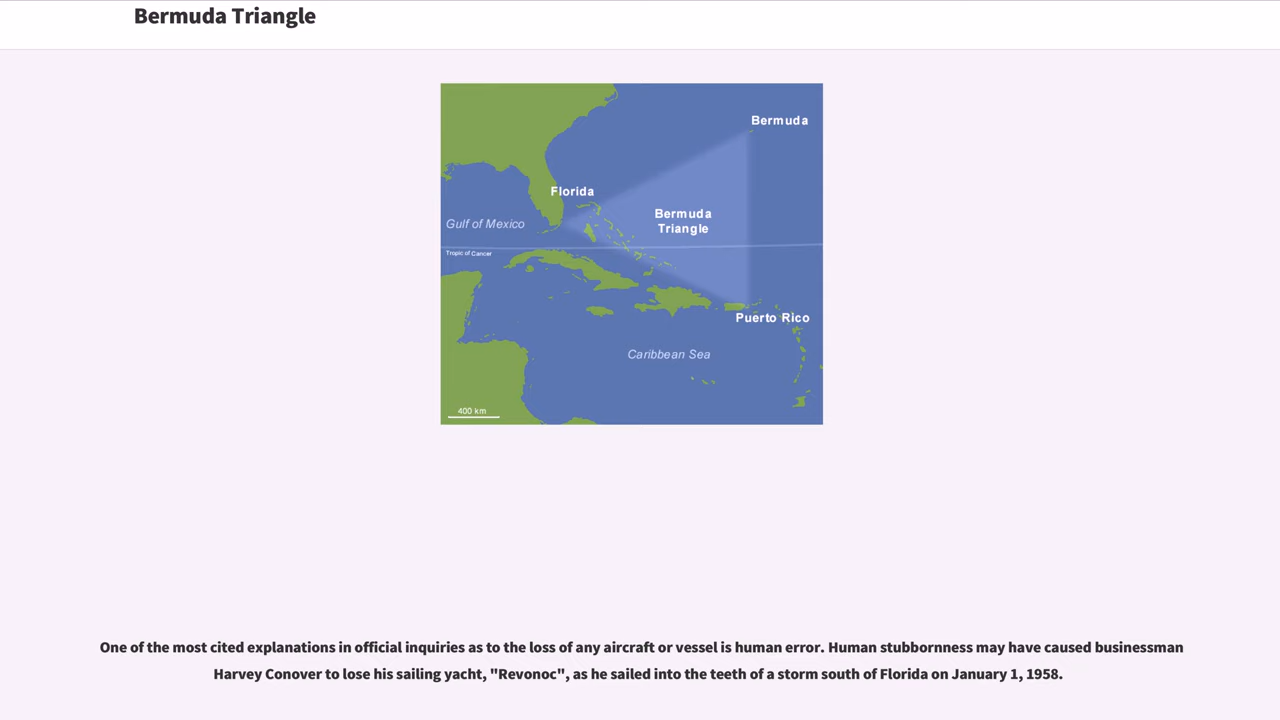 Bermuda Triangle
Bermuda
Florida
Bermuda
Triangle
Gulf of Mexico
Tropic of Cancer
Puerto Rico
Caribbean Sea
400 km
One of the most cited explanations in official inquiries as to the loss of any aircraft or vessel is human error. Human stubbornness may have caused businessman
Harvey Conover to lose his sailing yacht, "Revonoc", as he sailed into the teeth of a storm south of Florida on January 1, 1958.